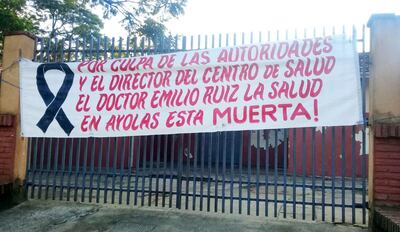 POR CULPA DE LAS AUTORIDADES
Y EL DIRECTOR DEL CENTRO DE SALUD
EL DOCTOR EMILIO RUIZ LA SALUD
EN AYOLAS ESTA MUERTA!